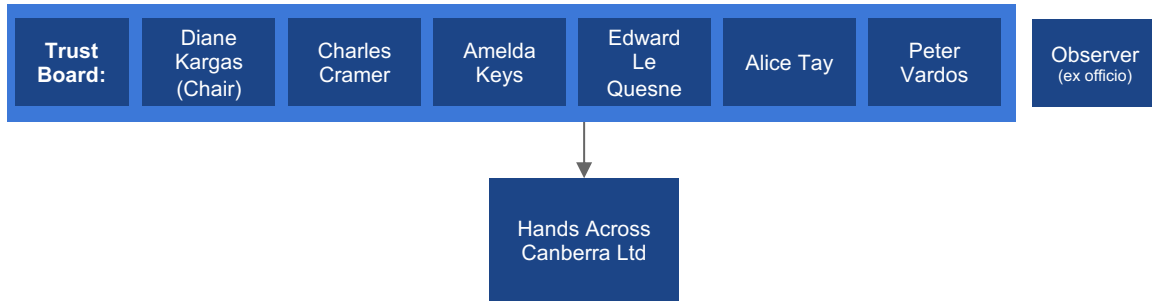 Trust
Board:
Diane
Kargas
(Chair)
Charles
Cramer
Amelda
Keys
Edward
Le
Quesne
Alice Tay
Peter
Vardos
Observer
(ex officio)
Hands Across
Canberra Ltd